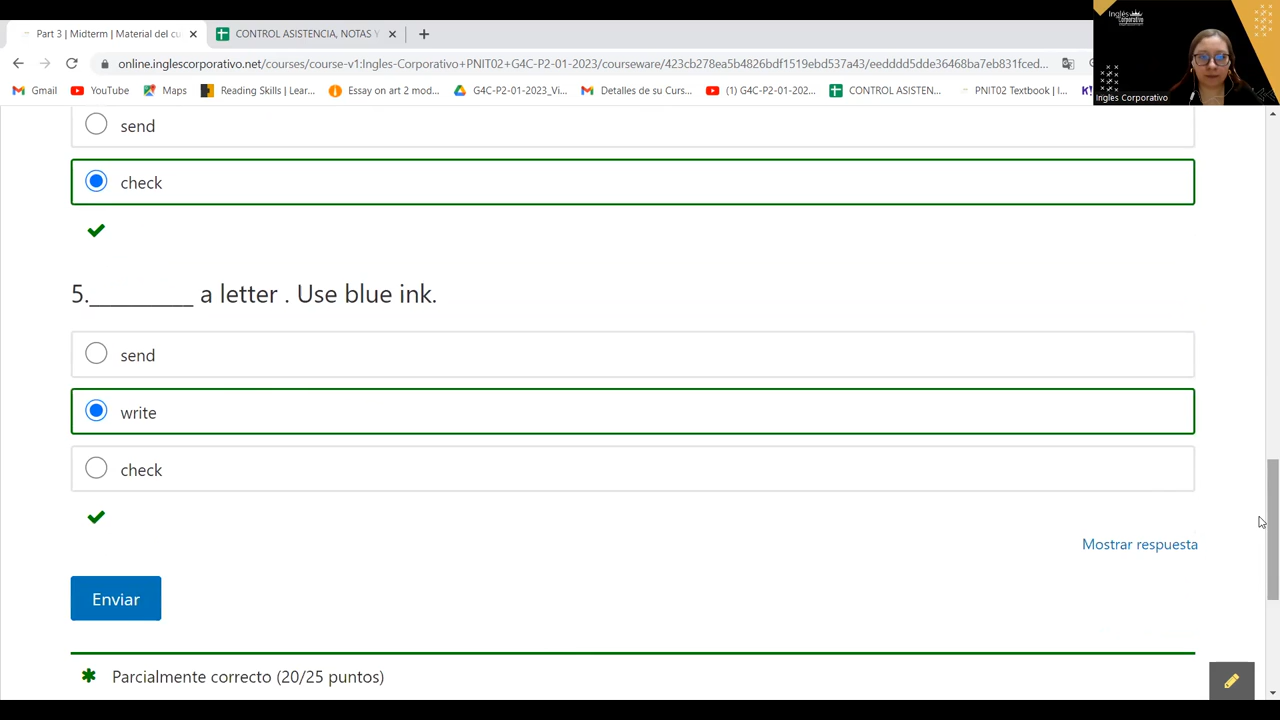 Part 3 | Midterm | Material del cu
CONTROL ASISTENCIA, NOTAS Y
online.inglescorporativo.net/courses/course-v1:Ingles-Corporativo+PNIT02+G4C-P2-01-2023/courseware/423cb278ea5b4826bdf1519ebd537a43/eedddd5dde36468ba7eb831fced...
Gmail
YouTube
Maps
Reading Skills | Lear...
Essay on art 2 mod...
G4C-P2-01-2023_Vi...
Detalles de su Curs...
(1) G4C-P2-01-202...
CONTROL ASISTEN...
PNIT02 Textbook | I...
Inglés
Corporativo
Ingles Corporativo
send
check
5.__________ a letter . Use blue ink.
send
write
check
Mostrar respuesta
Enviar
Parcialmente correcto (20/25 puntos)